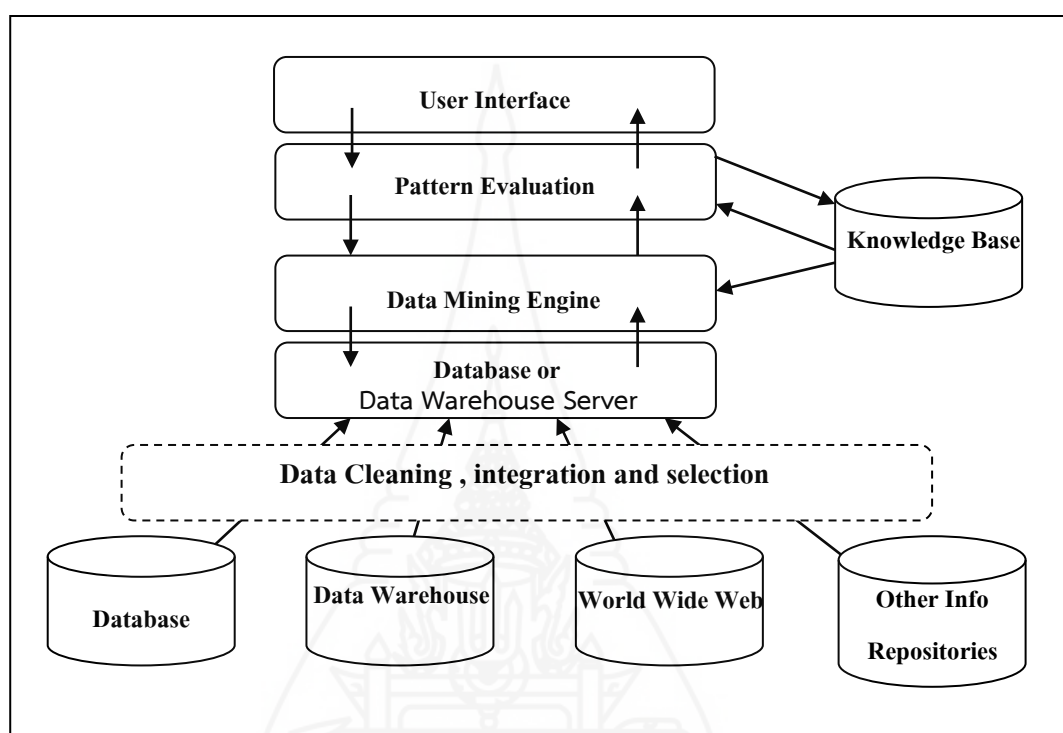 User Interface
Pattern Evaluation
Knowledge Base
Data Mining Engine
Database or
Data Warehouse Server
Data Cleaning , integration and selection
Database
Data Warehouse
World Wide Web
Other Info
Repositories